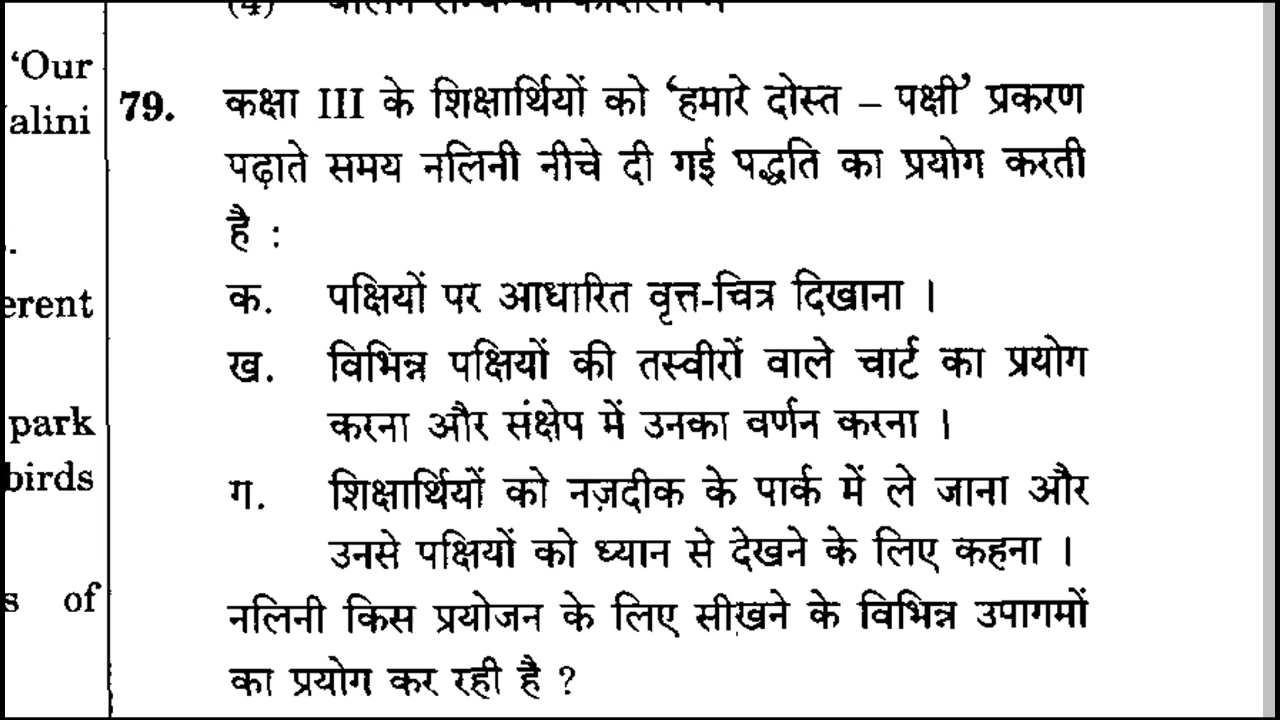 (4)
'Our
alini
79. कक्षा III के शिक्षार्थियों को 'हमारे दोस्त – पक्षी' प्रकरण
पढ़ाते समय नलिनी नीचे दी गई पद्धति का प्रयोग करती
है :
क. पक्षियों पर आधारित वृत्त-चित्र दिखाना ।
erent
ख. विभिन्न पक्षियों की तस्वीरों वाले चार्ट का प्रयोग
करना और संक्षेप में उनका वर्णन करना ।
park
birds
ग. शिक्षार्थियों को नज़दीक के पार्क में ले जाना और
उनसे पक्षियों को ध्यान से देखने के लिए कहना ।
s of
नलिनी किस प्रयोजन के लिए सीखने के विभिन्न उपागमों
का प्रयोग कर रही है ?